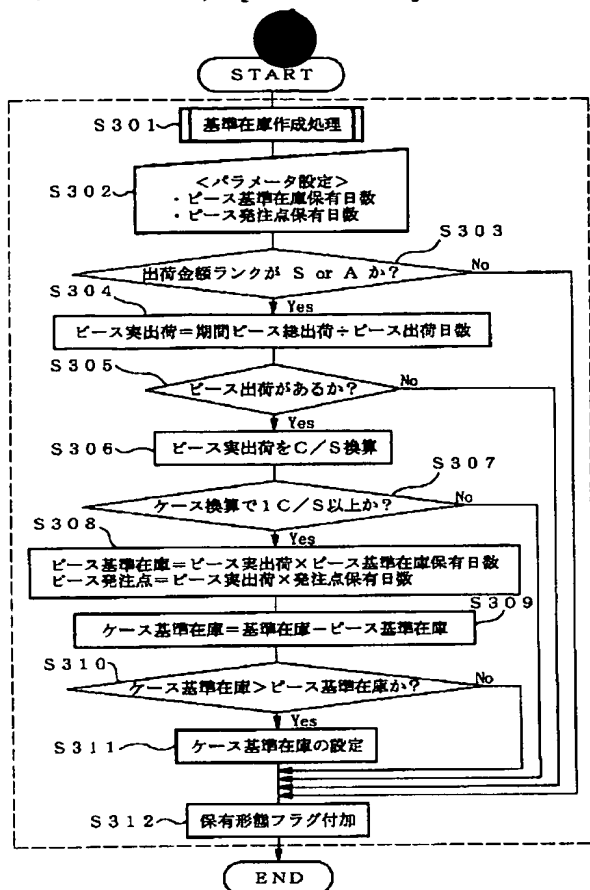 START
S301
基準在庫作成処理
S302
<パラメータ設定>
・ピース基準在庫保有日数
・ピース発注点保有日数
S303
出荷金額ランクが S or A か?
No
S304
Yes
ピース実出荷=期間ピース総出荷÷ピース出荷日数
S305
ピース出荷があるか?
No
Yes
S306
ピース実出荷をC/S換算
S307
ケース換算で1C/S以上か?
No
S308
Yes
ピース基準在庫=ピース実出荷×ピース基準在庫保有日数
ピース発注点=ピース実出荷×発注点保有日数
S309
ケース基準在庫=基準在庫-ピース基準在庫
S310
ケース基準在庫>ピース基準在庫か?
No
Yes
S311
ケース基準在庫の設定
S312
保有形態フラグ付加
END